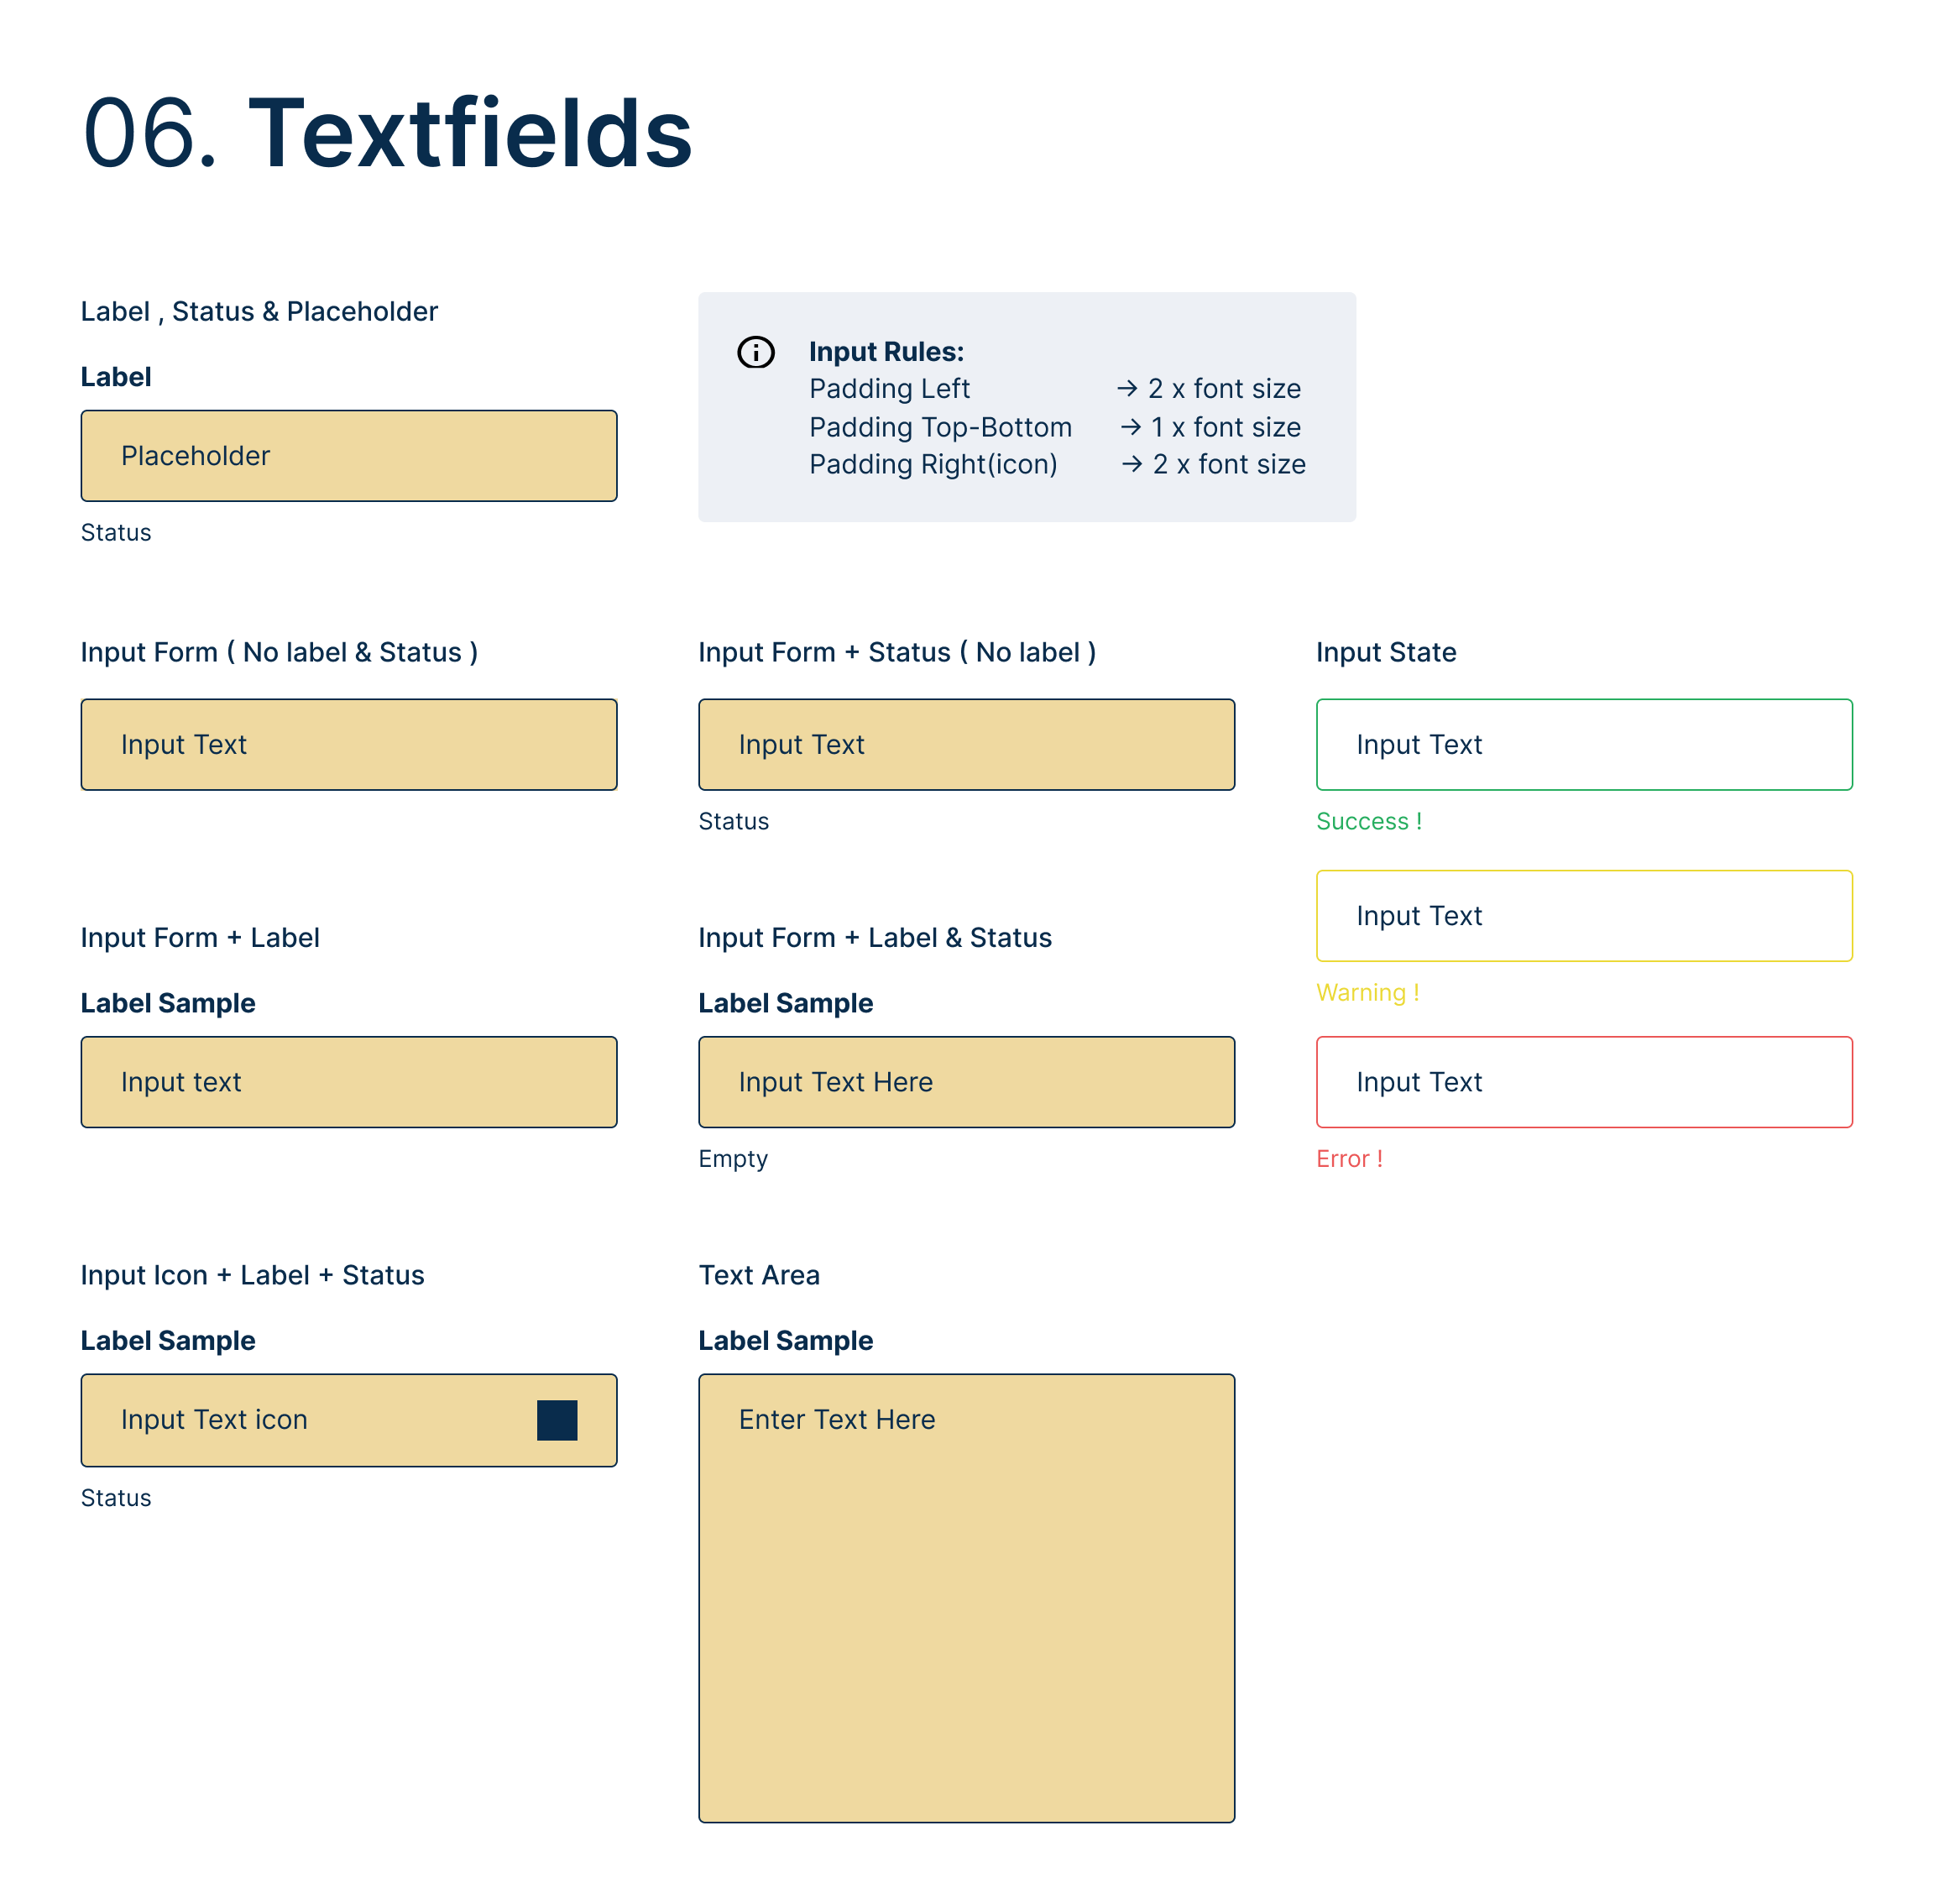 06. Textfields
Label , Status & Placeholder
Label
Placeholder
Status
Input Rules:
Padding Left → 2 x font size
Padding Top-Bottom → 1 x font size
Padding Right(icon) → 2 x font size
Input Form ( No label & Status )
Input Text
Input Form + Status ( No label )
Input Text
Status
Input State
Input Text
Success !
Input Text
Warning !
Input Text
Error !
Input Form + Label
Label Sample
Input text
Input Form + Label & Status
Label Sample
Input Text Here
Empty
Input Icon + Label + Status
Label Sample
Input Text icon
Status
Text Area
Label Sample
Enter Text Here